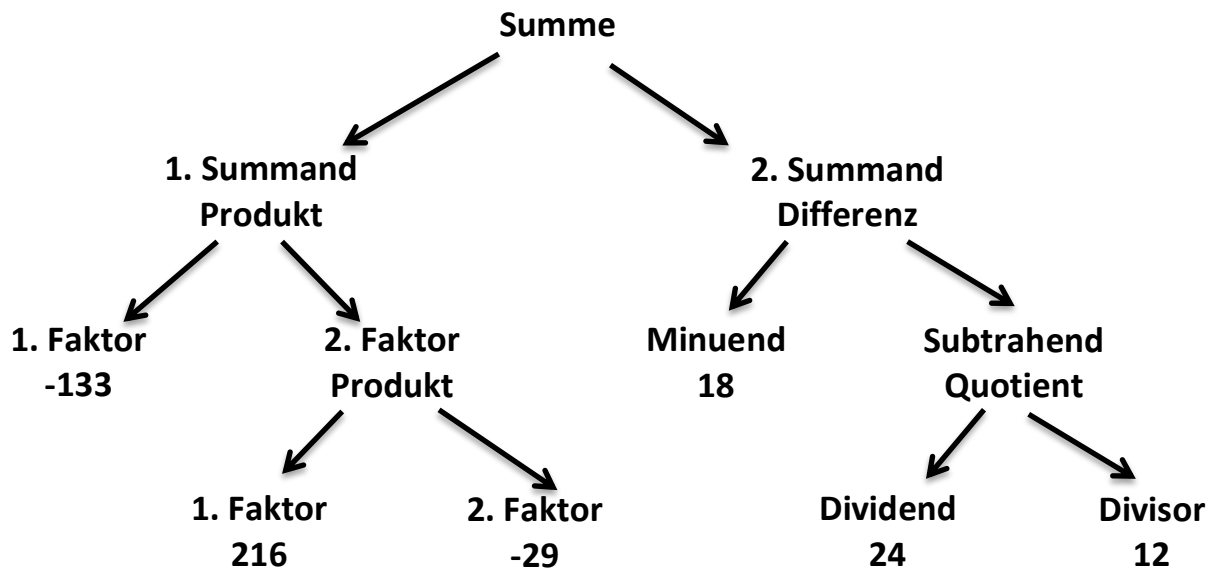 Summe
1. Summand
Produkt
2. Summand
Differenz
1. Faktor
-133
2. Faktor
Produkt
Minuend
18
Subtrahend
Quotient
1. Faktor
216
2. Faktor
-29
Dividend
24
Divisor
12